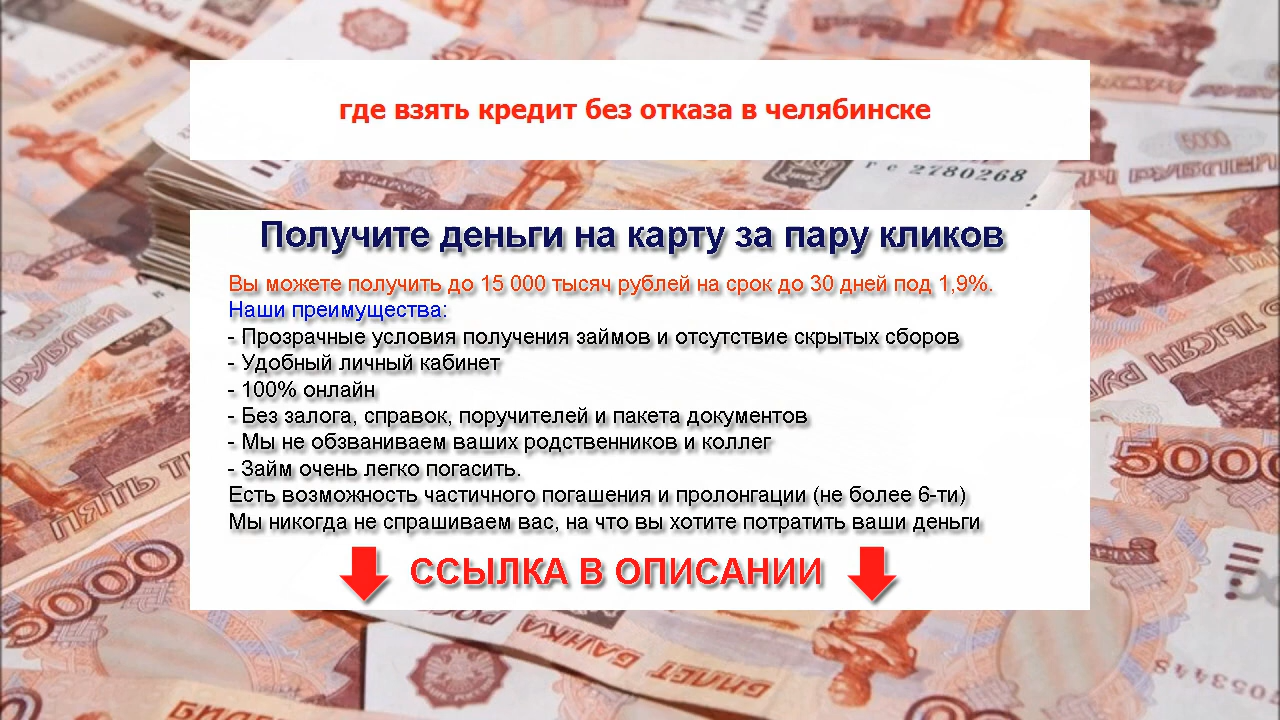 где взять кредит без отказа в челябинске
г е 2780268
5000
Получите деньги на карту за пару кликов
Вы можете получить до 15 000 тысяч рублей на срок до 30 дней под 1,9%.
Наши преимущества:
- Прозрачные условия получения займов и отсутствие скрытых сборов
- Удобный личный кабинет
- 100% онлайн
- Без залога, справок, поручителей и пакета документов
- Мы не обзваниваем ваших родственников и коллег
- Займ очень легко погасить.
Есть возможность частичного погашения и пролонгации (не более 6-ти)
Мы никогда не спрашиваем вас, на что вы хотите потратить ваши деньги
5000
5000
ССЫЛКА В ОПИСАНИИ